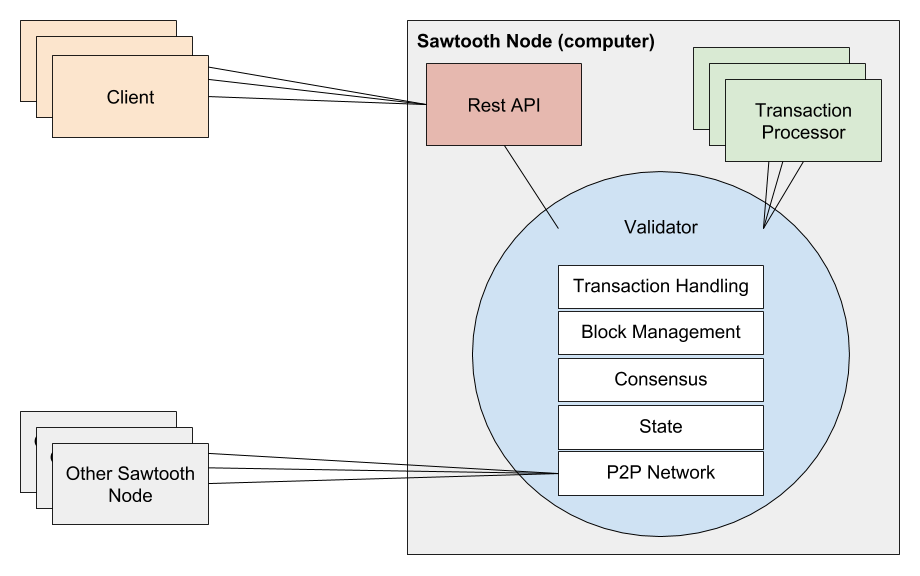 Sawtooth Node (computer)
Client
Rest API
Transaction
Processor
Validator
Transaction Handling
Block Management
Consensus
State
P2P Network
Other Sawtooth
Node